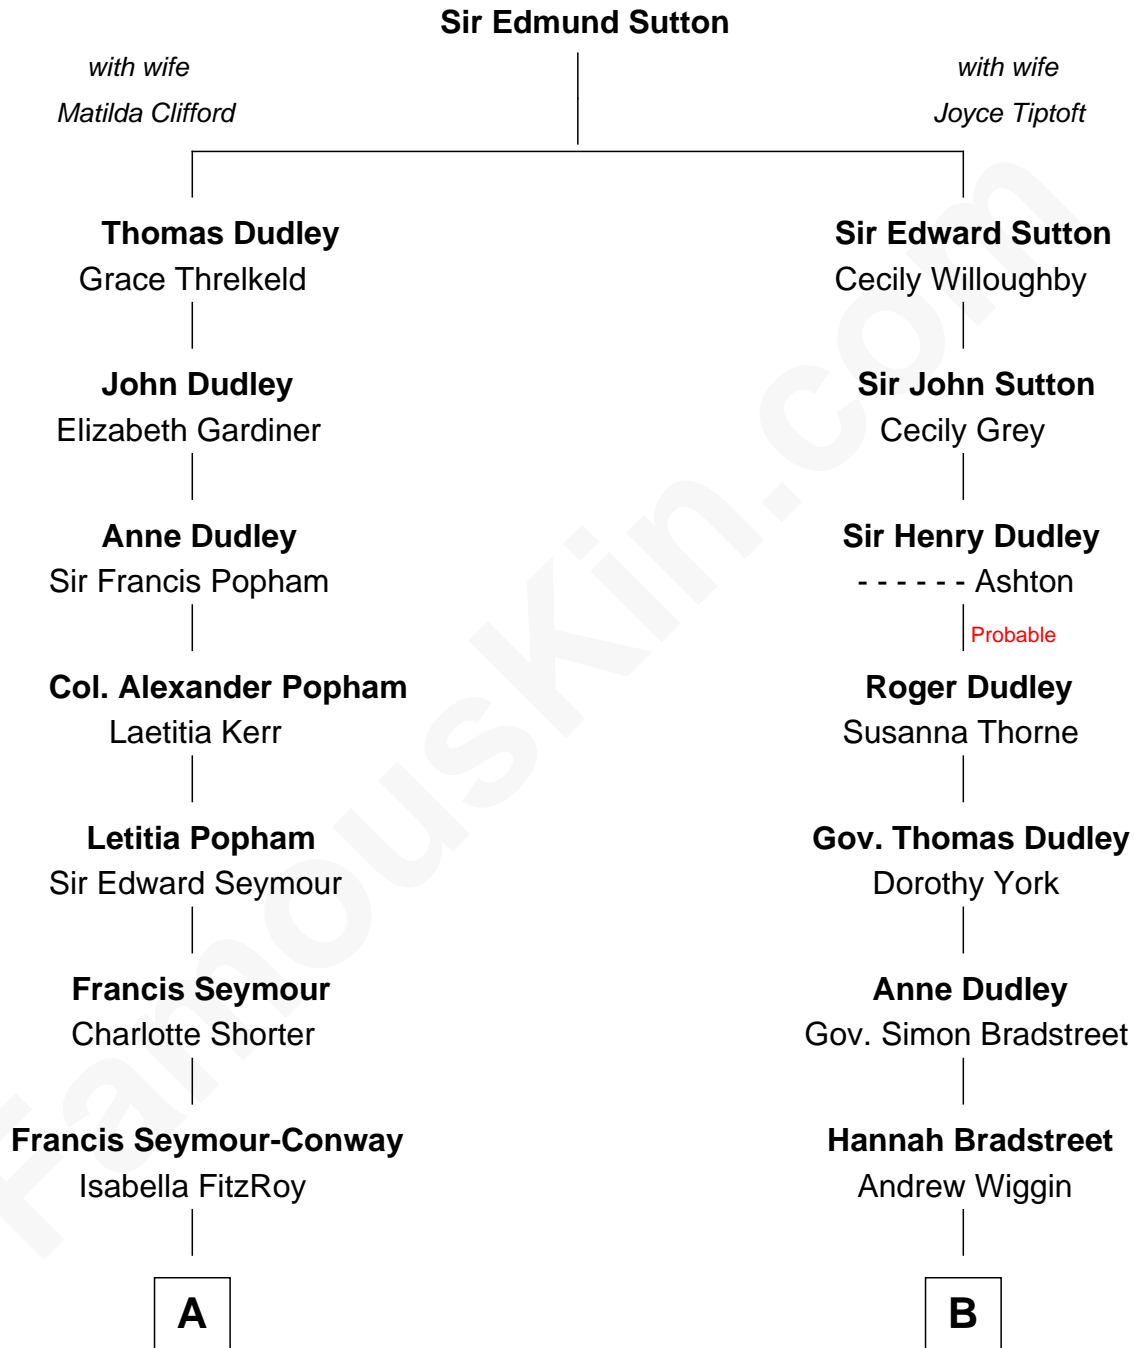 Sir Edmund Sutton
with wife
Matilda Clifford
with wife
Joyce Tiptoft
Thomas Dudley
Grace Threlkeld
Sir Edward Sutton
Cecily Willoughby
John Dudley
Elizabeth Gardiner
Sir John Sutton
Cecily Grey
Anne Dudley
Sir Francis Popham
Sir Henry Dudley
- - - - - - Ashton
Probable
Col. Alexander Popham
Laetitia Kerr
Roger Dudley
Susanna Thorne
Letitia Popham
Sir Edward Seymour
Gov. Thomas Dudley
Dorothy York
Francis Seymour
Charlotte Shorter
Anne Dudley
Gov. Simon Bradstreet
Francis Seymour-Conway
Isabella FitzRoy
Hannah Bradstreet
Andrew Wiggin
A
B
FamousKin.com